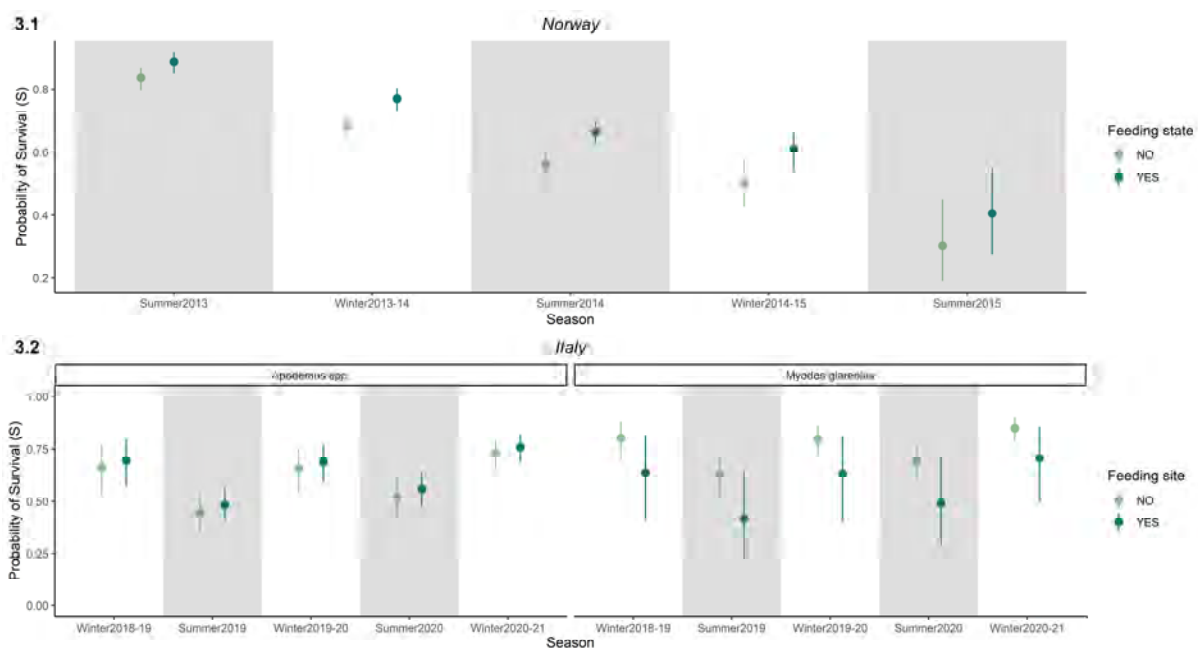 3.1
Norway
Probability of Survival (S)
0.8
0.6
0.4
0.2
Summer2013 Winter2013-14 Summer2014 Winter2014-15 Summer2015
Season
Feeding state
NO
YES
3.2
Italy
Apodemus spp.
Myodes glareolus
Probability of Survival (S)
1.00
0.75
0.50
0.25
0.00
Winter2018-19 Summer2019 Winter2019-20 Summer2020 Winter2020-21 Winter2018-19 Summer2019 Winter2019-20 Summer2020 Winter2020-21
Season
Feeding site
NO
YES